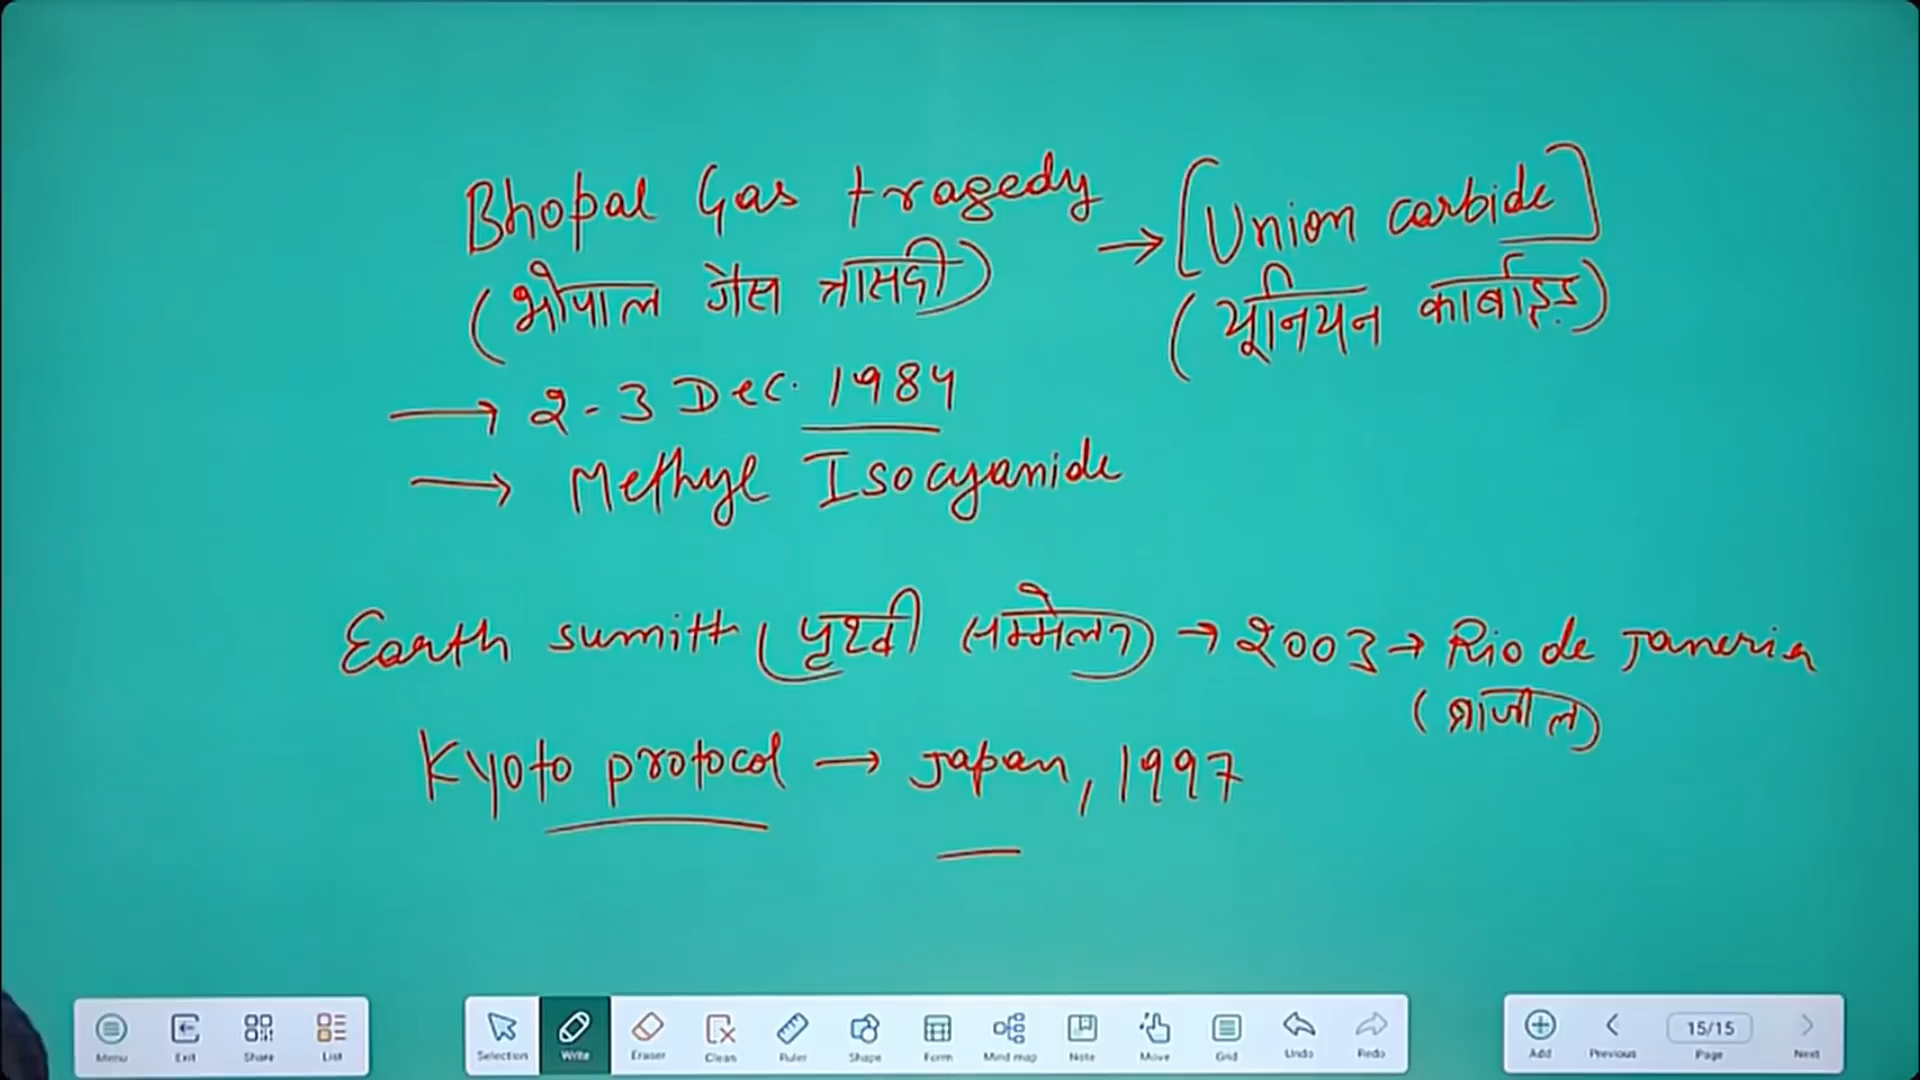 Bhopal Gas tragedy → [Union carbide]
(भोपाल गैस त्रासदी) (यूनियन कार्बाइड)
→ 2-3 Dec. 1984
→ Methyl Isocyanide
Earth sumitt (पृथ्वी सम्मेलन) → 2003 → Rio de Janeria
(ब्राजील)
Kyoto protocol → Japan, 1997
Menu Exit Share List Selection Write Eraser Clean Ruler Shape Form Mind map Note Move Grid Undo Redo Add Previous 15/15 Page Next